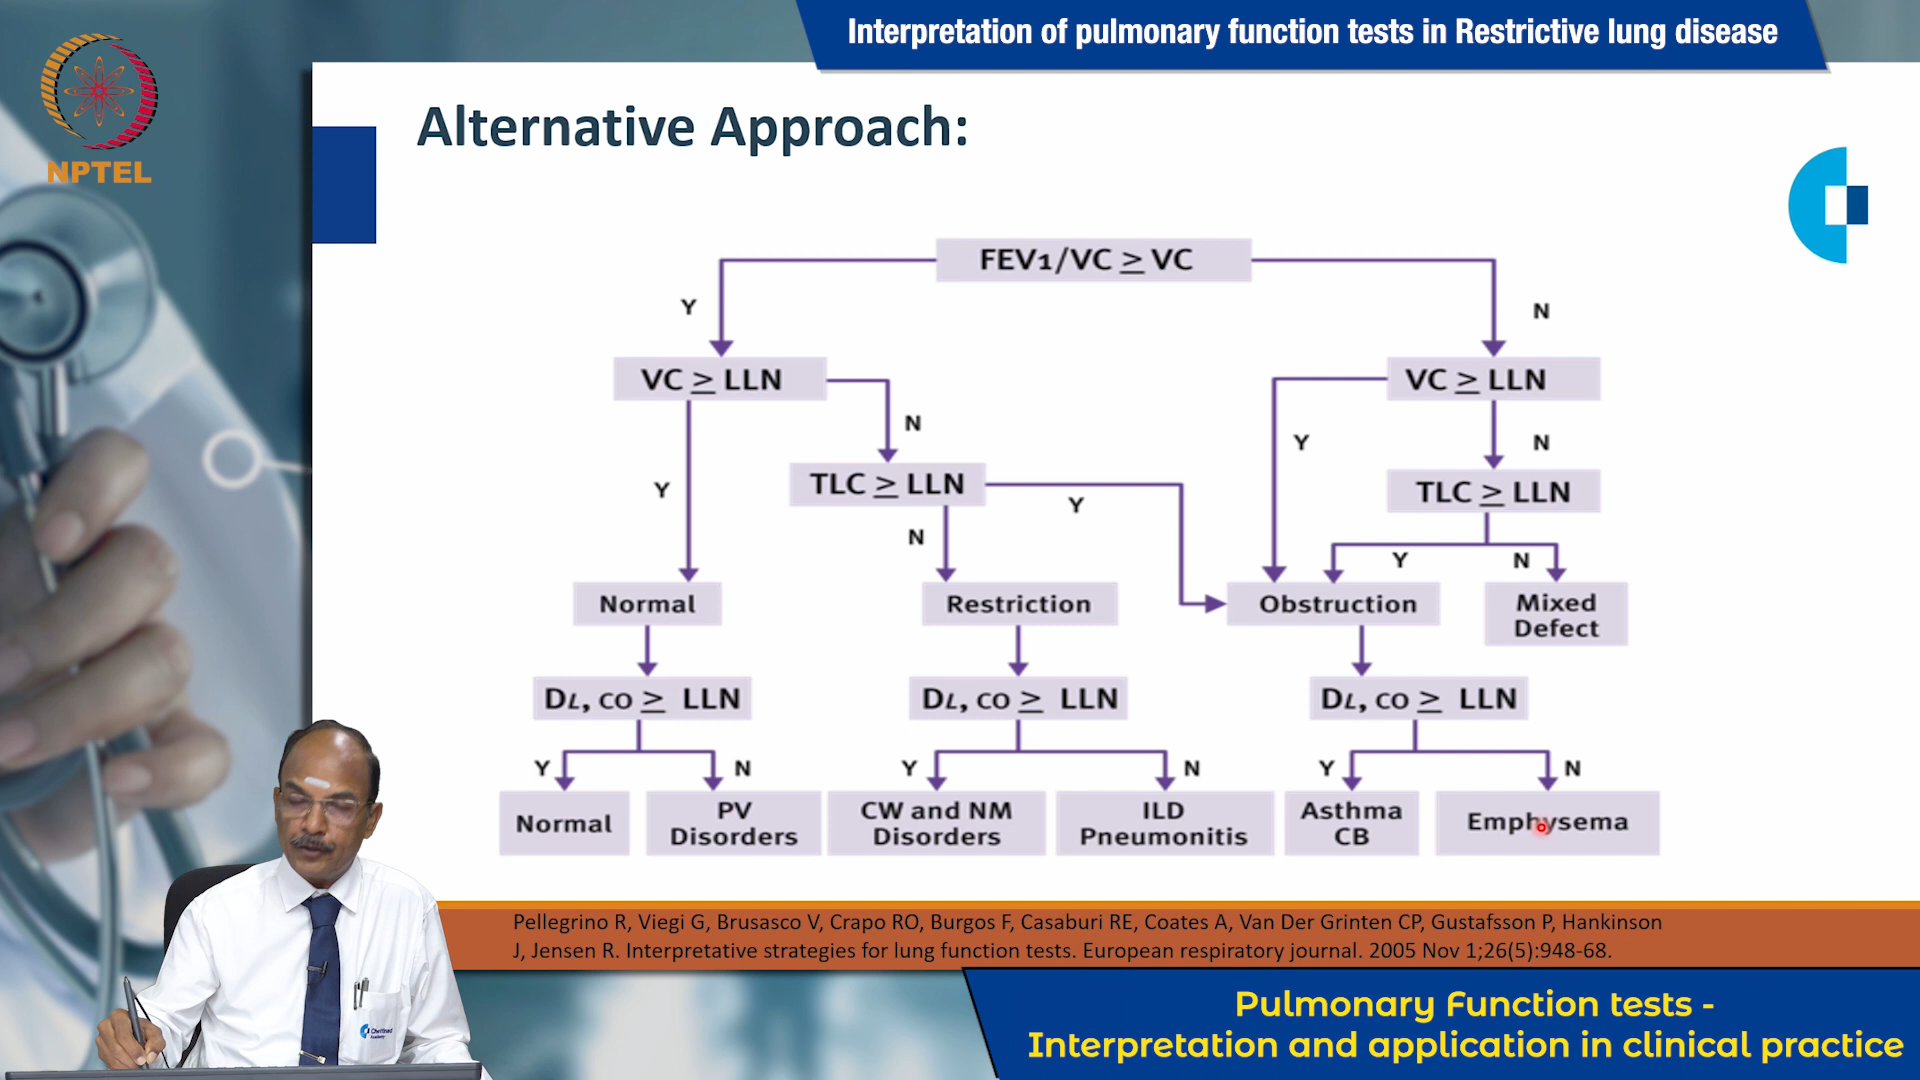 Interpretation of pulmonary function tests in Restrictive lung disease
NPTEL
Alternative Approach:
FEV1/VC ≥ VC
Y
N
VC ≥ LLN
VC ≥ LLN
N
Y
N
Y
TLC ≥ LLN
Y
TLC ≥ LLN
N
Y
N
Normal
Restriction
Obstruction
Mixed
Defect
DL, co ≥ LLN
DL, co ≥ LLN
DL, co ≥ LLN
Y
N
Y
N
Y
N
Normal
PV
Disorders
CW and NM
Disorders
ILD
Pneumonitis
Asthma
CB
Emphysema
Pellegrino R, Viegi G, Brusasco V, Crapo RO, Burgos F, Casaburi RE, Coates A, Van Der Grinten CP, Gustafsson P, Hankinson
J, Jensen R. Interpretative strategies for lung function tests. European respiratory journal. 2005 Nov 1;26(5):948-68.
Chettinad
Academy
Pulmonary Function tests -
Interpretation and application in clinical practice